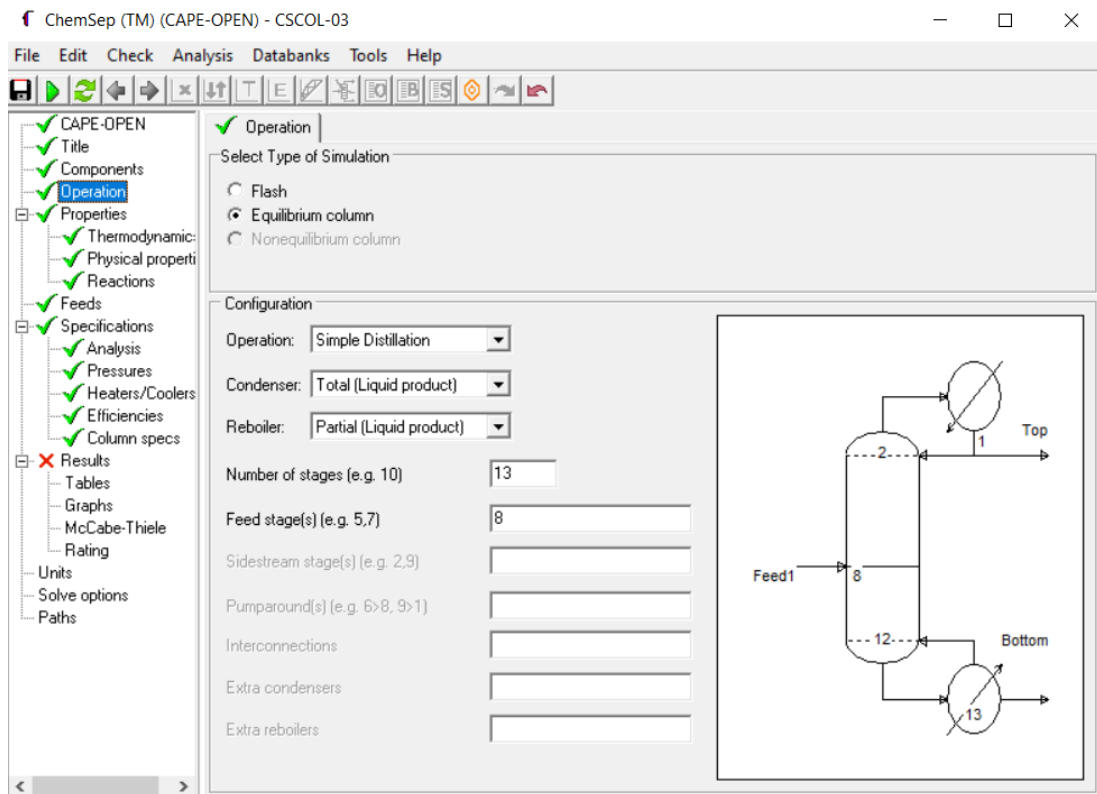 ChemSep (TM) (CAPE-OPEN) - CSCOL-03
File Edit Check Analysis Databanks Tools Help
T E O B S
CAPE-OPEN
Title
Components
Operation
Properties
Thermodynamic
Physical properti
Reactions
Feeds
Specifications
Analysis
Pressures
Heaters/Coolers
Efficiencies
Column specs
Results
Tables
Graphs
McCabe-Thiele
Rating
Units
Solve options
Paths
Operation
Select Type of Simulation
Flash
Equilibrium column
Nonequilibrium column
Configuration
Operation: Simple Distillation
Condenser: Total (Liquid product)
Reboiler: Partial (Liquid product)
Number of stages (e.g. 10) 13
Feed stage(s) (e.g. 5,7) 8
Sidestream stage(s) (e.g. 2,9)
Pumparound(s) (e.g. 6>8, 9>1)
Interconnections
Extra condensers
Extra reboilers
1
Top
2
Feed1
8
12
Bottom
13